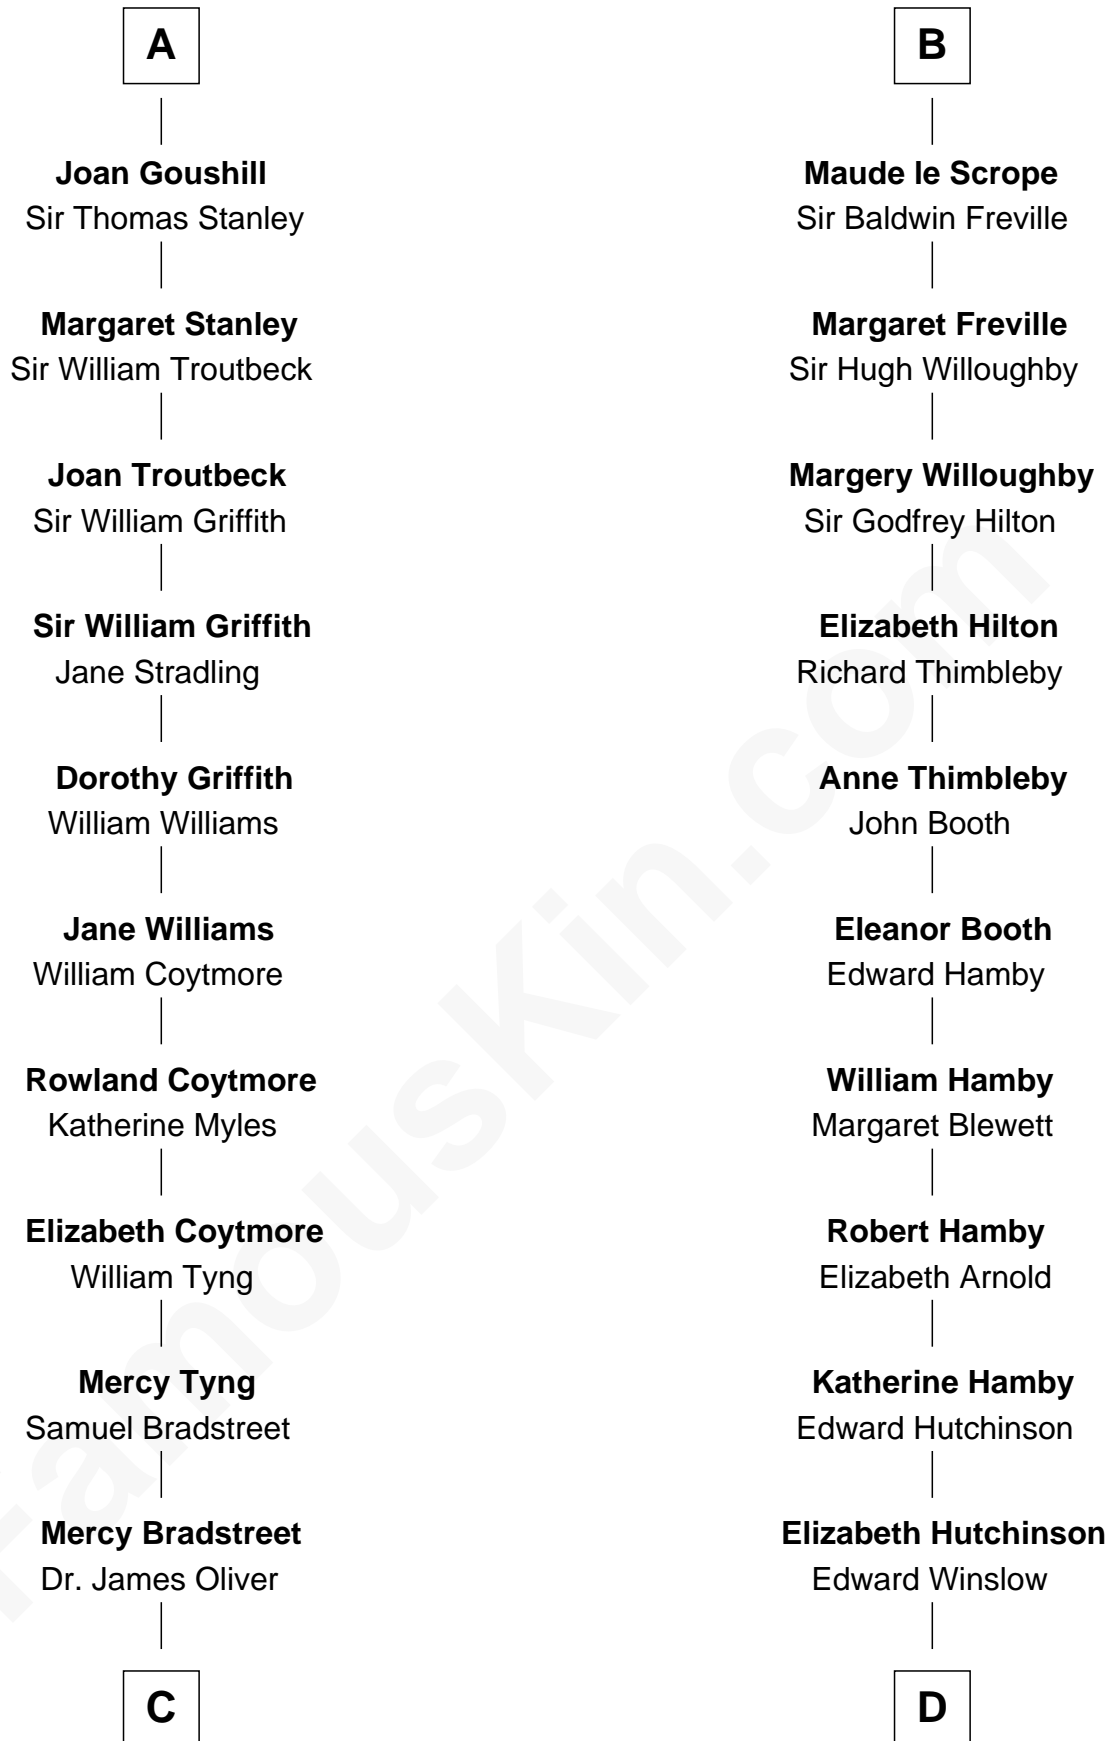 A
Joan Goushill
Sir Thomas Stanley
Margaret Stanley
Sir William Troutbeck
Joan Troutbeck
Sir William Griffith
Sir William Griffith
Jane Stradling
Dorothy Griffith
William Williams
Jane Williams
William Coytmore
Rowland Coytmore
Katherine Myles
Elizabeth Coytmore
William Tyng
Mercy Tyng
Samuel Bradstreet
Mercy Bradstreet
Dr. James Oliver
C
B
Maude le Scrope
Sir Baldwin Freville
Margaret Freville
Sir Hugh Willoughby
Margery Willoughby
Sir Godfrey Hilton
Elizabeth Hilton
Richard Thimbleby
Anne Thimbleby
John Booth
Eleanor Booth
Edward Hamby
William Hamby
Margaret Blewett
Robert Hamby
Elizabeth Arnold
Katherine Hamby
Edward Hutchinson
Elizabeth Hutchinson
Edward Winslow
D
FamousKin.com